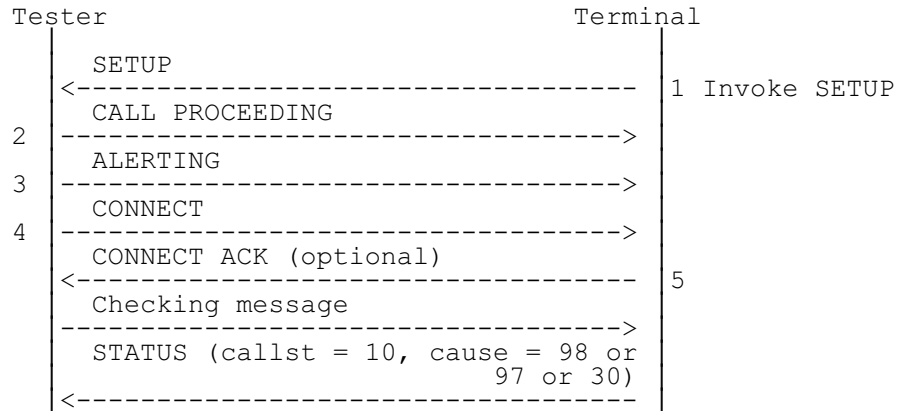 Tester Terminal
SETUP
1 Invoke SETUP
CALL PROCEEDING
2
ALERTING
3
CONNECT
4
CONNECT ACK (optional)
5
Checking message
STATUS (callst = 10, cause = 98 or
97 or 30)